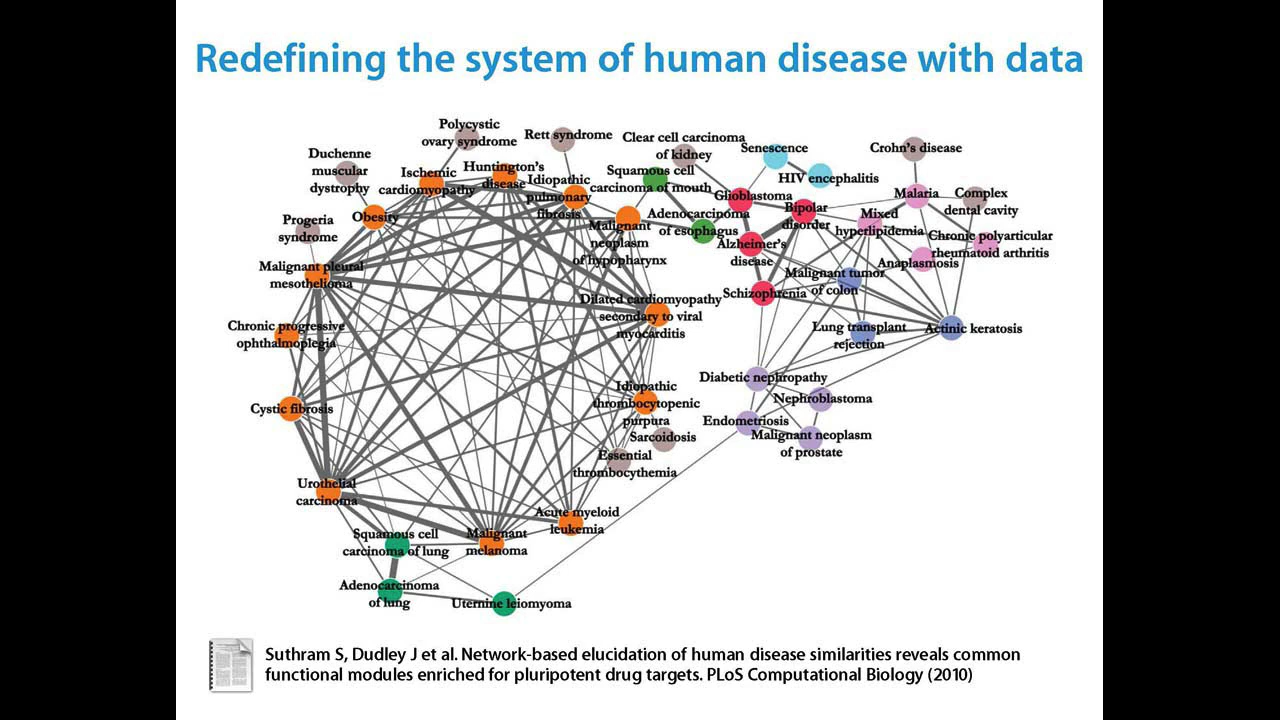 Redefining the system of human disease with data
Polycystic
ovary syndrome
Rett syndrome
Clear cell carcinoma
of kidney
Senescence
HIV encephalitis
Crohn's disease
Duchenne
muscular
dystrophy
Ischemic
cardiomyopathy
Huntington's
disease
Idiopathic
pulmonary
fibrosis
Squamous cell
carcinoma of mouth
Glioblastoma
Bipolar
disorder
Malaria
Complex
dental cavity
Progeria
syndrome
Obesity
Malignant
neoplasm
of hypopharynx
Adenocarcinoma
of esophagus
Alzheimer's
disease
Mixed
hyperlipidemia
Chronic polyarticular
rheumatoid arthritis
Anaplasmosis
Malignant pleural
mesothelioma
Malignant tumor
of colon
Schizophrenia
Dilated cardiomyopathy
secondary to viral
myocarditis
Chronic progressive
ophthalmoplegia
Lung transplant
rejection
Actinic keratosis
Diabetic nephropathy
Nephroblastoma
Idiopathic
thrombocytopenic
purpura
Cystic fibrosis
Endometriosis
Malignant neoplasm
of prostate
Sarcoidosis
Essential
thrombocythemia
Urothelial
carcinoma
Acute myeloid
leukemia
Squamous cell
carcinoma of lung
Malignant
melanoma
Adenocarcinoma
of lung
Uternine leiomyoma
Suthram S, Dudley J et al. Network-based elucidation of human disease similarities reveals common
functional modules enriched for pluripotent drug targets. PLoS Computational Biology (2010)